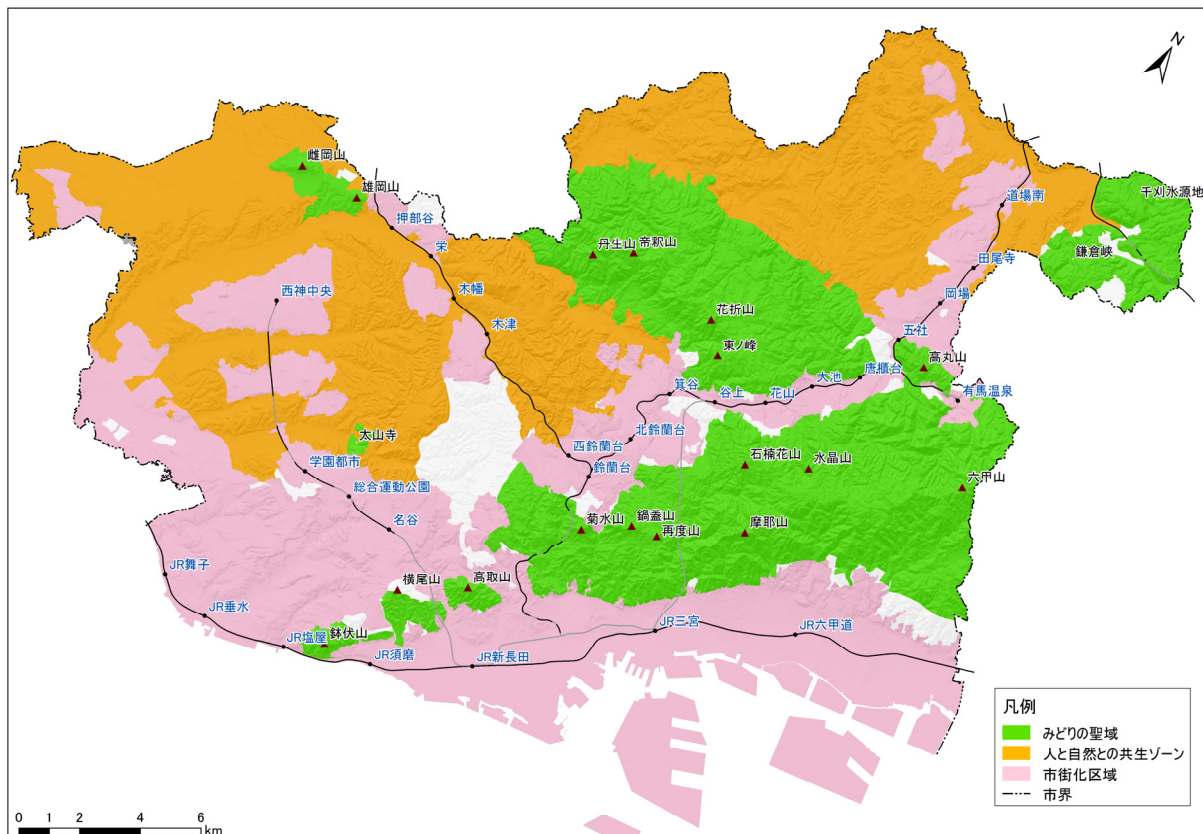 N
雌岡山
雄岡山
押部谷
栄
木幡
木津
西神中央
丹生山
帝釈山
花折山
東ノ峰
道場南
千刈水源地
鎌倉峡
田尾寺
岡場
五社
高丸山
有馬温泉
唐櫃台
大池
花山
谷上
箕谷
北鈴蘭台
西鈴蘭台
鈴蘭台
太山寺
学園都市
総合運動公園
名谷
石楠花山
水晶山
六甲山
菊水山
鍋蓋山
再度山
摩耶山
横尾山
高取山
JR舞子
JR垂水
JR塩屋
鉢伏山
JR須磨
JR新長田
JR三宮
JR六甲道
凡例
みどりの聖域
人と自然との共生ゾーン
市街化区域
市界
0 1 2 4 6
km